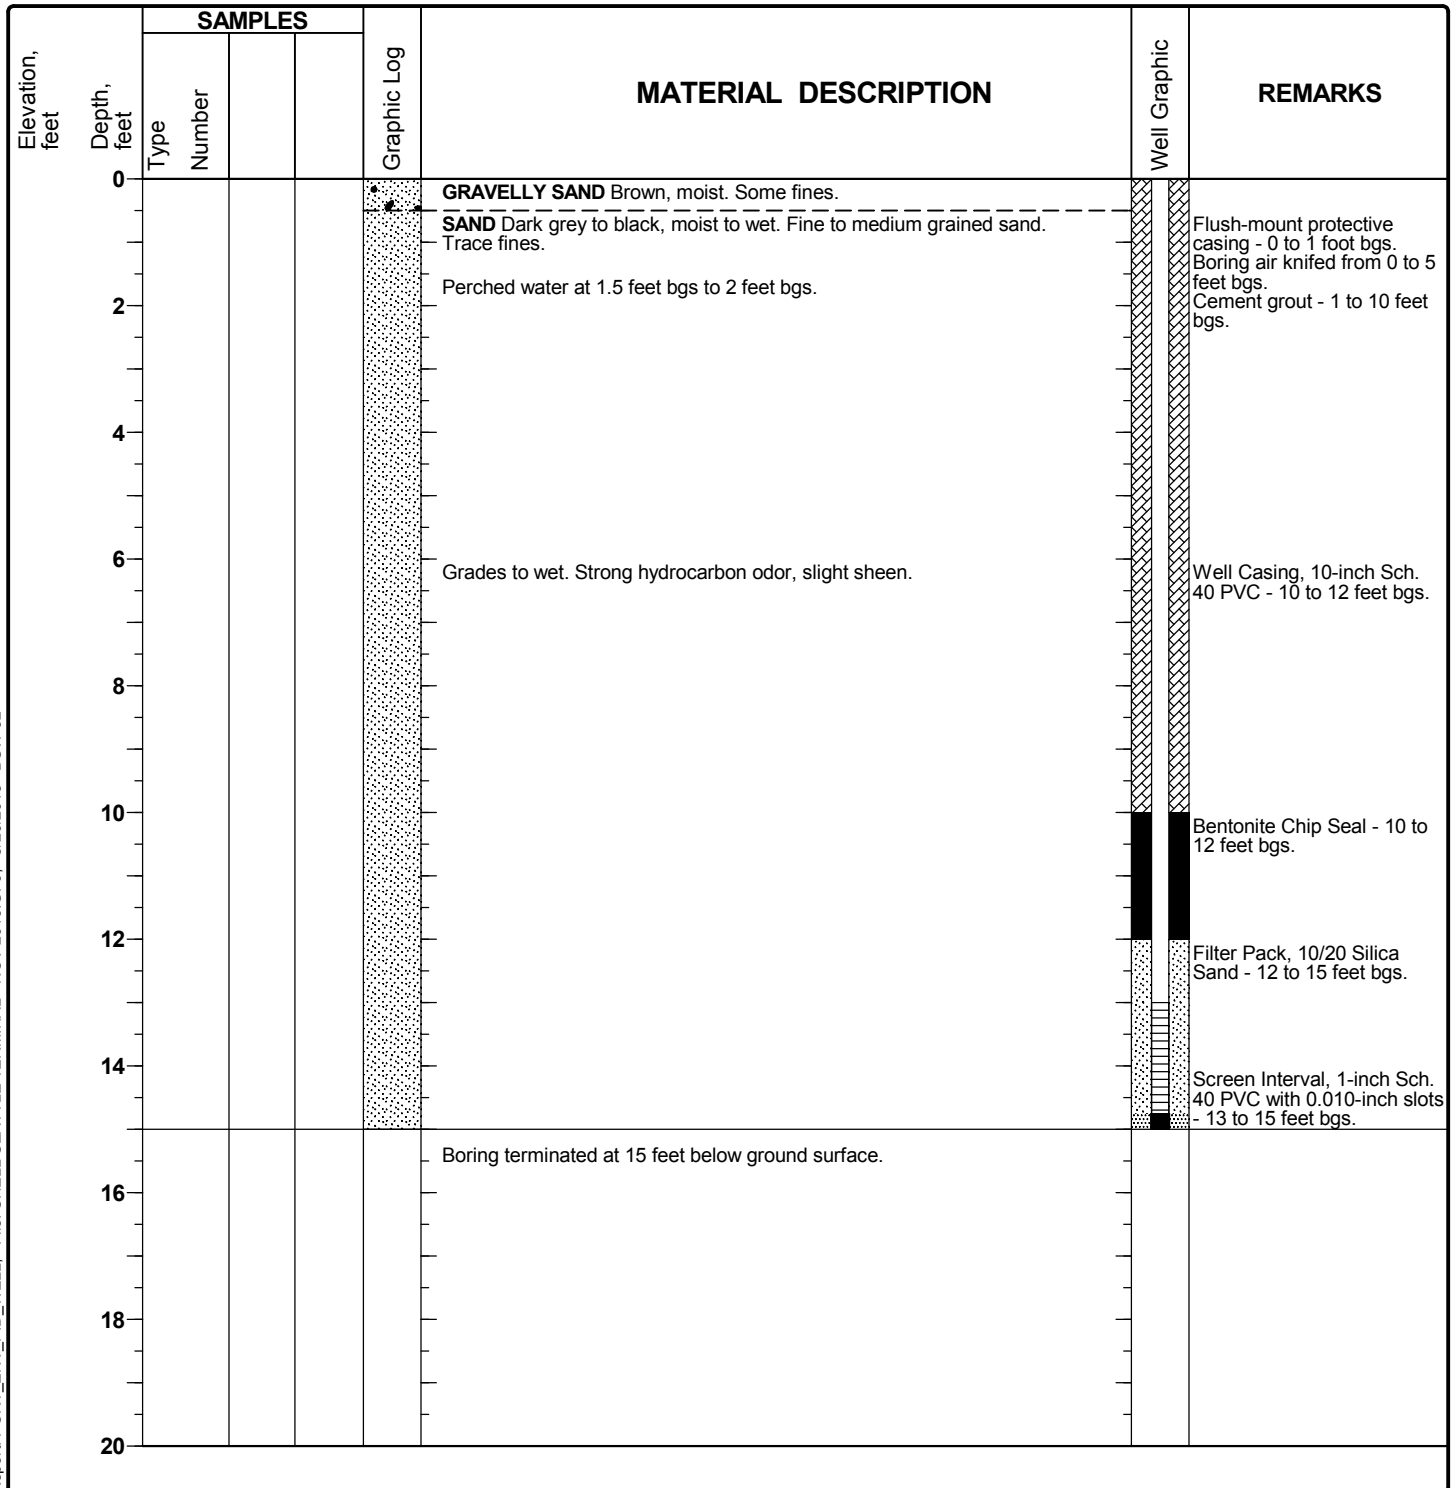 SAMPLES
Elevation,
feet
Depth,
feet
Type
Number
Graphic Log
MATERIAL DESCRIPTION
Well Graphic
REMARKS
0
GRAVELLY SAND Brown, moist. Some fines.
SAND Dark grey to black, moist to wet. Fine to medium grained sand.
Trace fines.
Perched water at 1.5 feet bgs to 2 feet bgs.
Flush-mount protective
casing - 0 to 1 foot bgs.
Boring air knifed from 0 to 5
feet bgs.
Cement grout - 1 to 10 feet
bgs.
2
4
6
Grades to wet. Strong hydrocarbon odor, slight sheen.
Well Casing, 10-inch Sch.
40 PVC - 10 to 12 feet bgs.
8
10
Bentonite Chip Seal - 10 to
12 feet bgs.
12
Filter Pack, 10/20 Silica
Sand - 12 to 15 feet bgs.
14
Screen Interval, 1-inch Sch.
40 PVC with 0.010-inch slots
- 13 to 15 feet bgs.
Boring terminated at 15 feet below ground surface.
16
18
20